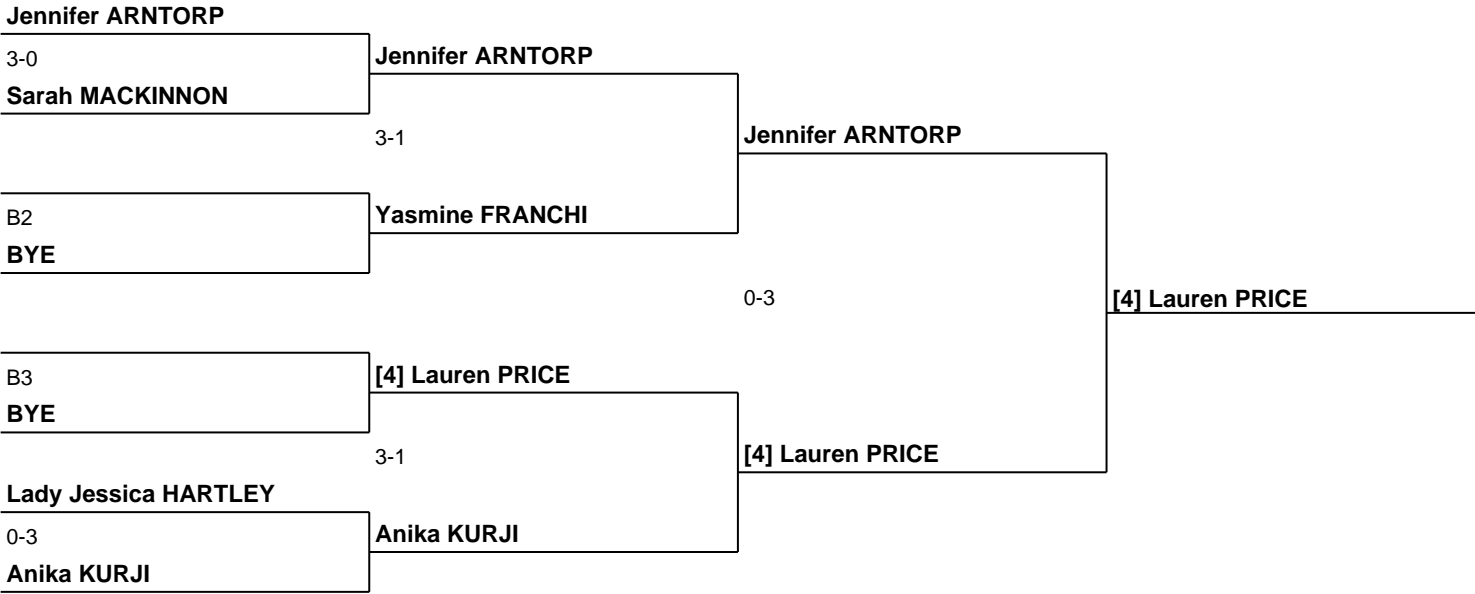 Jennifer ARNTORP
3-0
Sarah MACKINNON
Jennifer ARNTORP
3-1
Jennifer ARNTORP
B2
BYE
Yasmine FRANCHI
0-3
[4] Lauren PRICE
B3
BYE
[4] Lauren PRICE
3-1
[4] Lauren PRICE
Lady Jessica HARTLEY
0-3
Anika KURJI
Anika KURJI